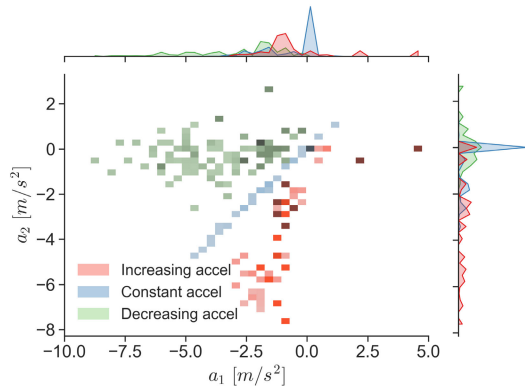 2
0
−2
−4
−6
−8
a₂ [m/s²]
Increasing accel
Constant accel
Decreasing accel
−10.0 −7.5 −5.0 −2.5 0.0 2.5 5.0
a₁ [m/s²]